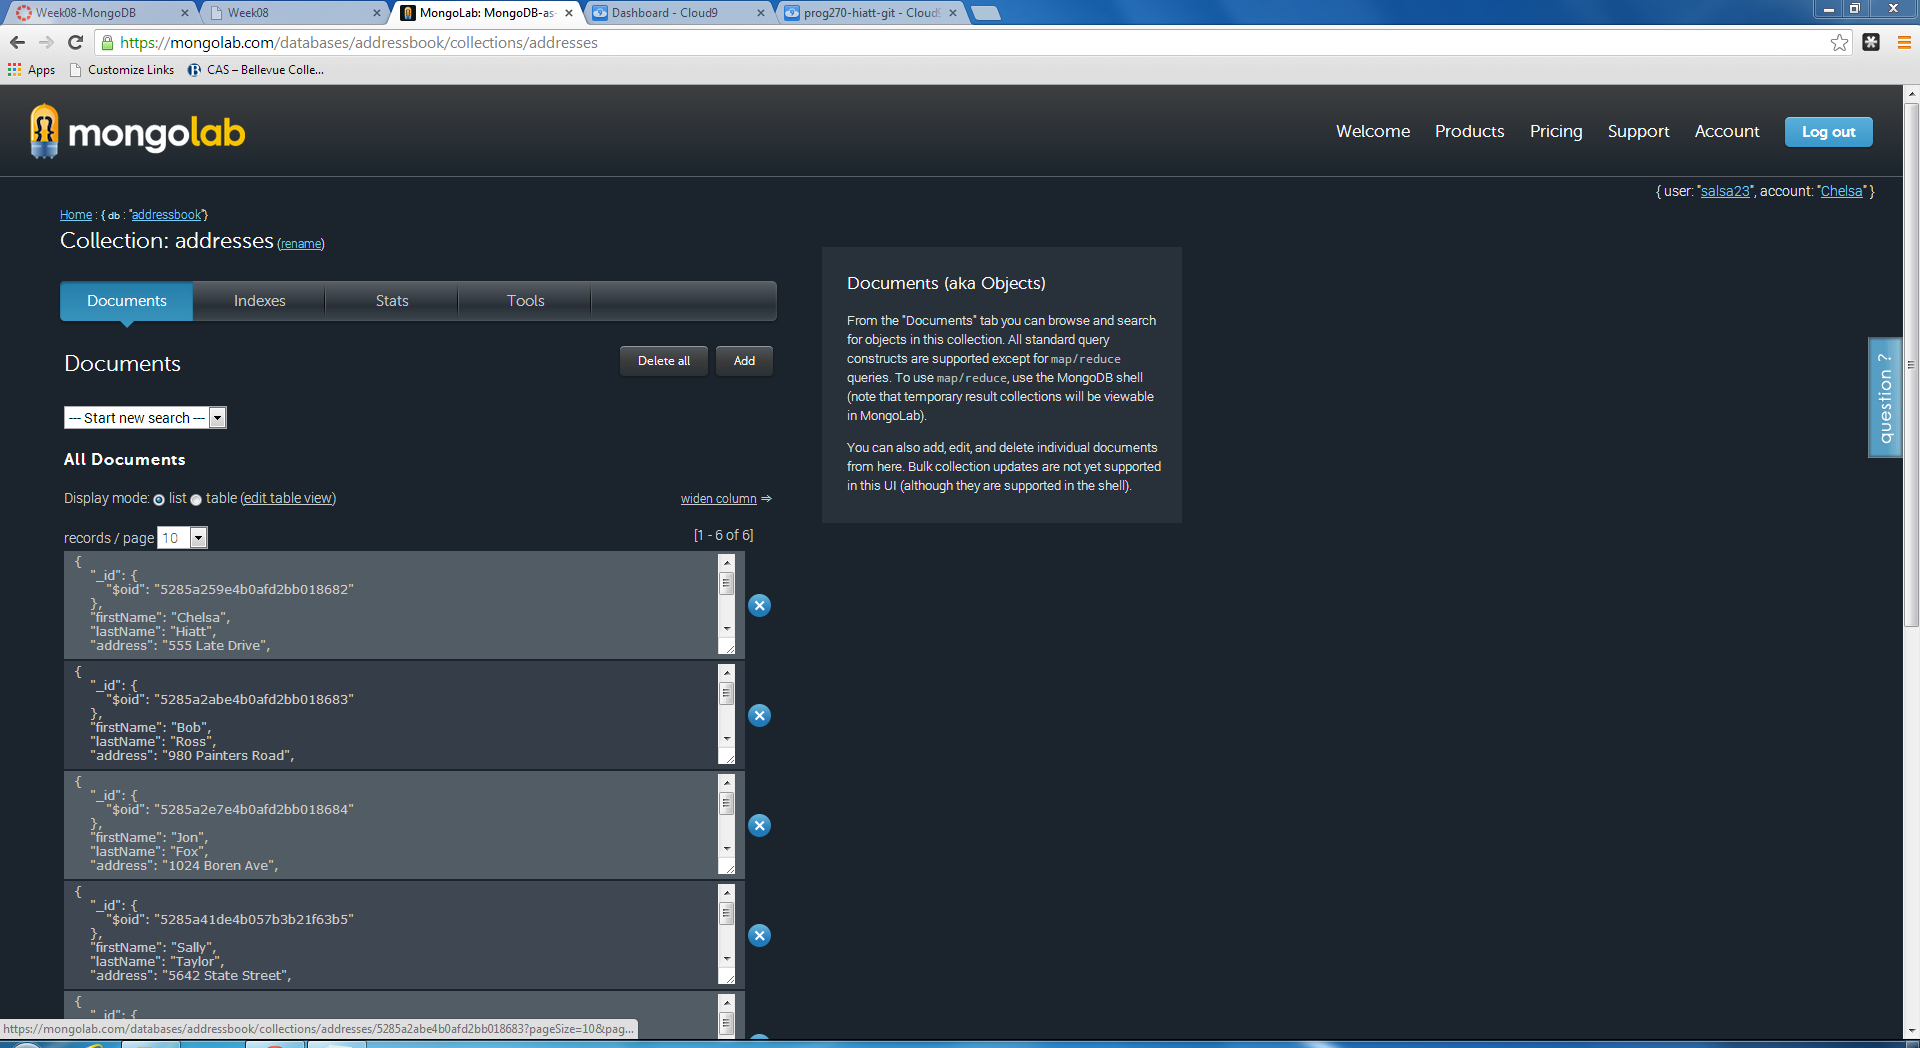 Week08-MongoDB
Week08
MongoLab: MongoDB-as-
Dashboard - Cloud9
prog270-hiatt-git - Cloud9
https://mongolab.com/databases/addressbook/collections/addresses
Apps
Customize Links
CAS – Bellevue Colle...
mongolab
Welcome
Products
Pricing
Support
Account
Log out
{ user: "salsa23", account: "Chelsa" }
Home : { db : "addressbook"}
Collection: addresses (rename)
Documents
Indexes
Stats
Tools
Documents
Delete all
Add
--- Start new search ---
All Documents
Display mode: list table (edit table view)
widen column ⇒
records / page 10
[1 - 6 of 6]
{
"_id": {
"$oid": "5285a259e4b0afd2bb018682"
},
"firstName": "Chelsa",
"lastName": "Hiatt",
"address": "555 Late Drive",
{
"_id": {
"$oid": "5285a2abe4b0afd2bb018683"
},
"firstName": "Bob",
"lastName": "Ross",
"address": "980 Painters Road",
{
"_id": {
"$oid": "5285a2e7e4b0afd2bb018684"
},
"firstName": "Jon",
"lastName": "Fox",
"address": "1024 Boren Ave",
{
"_id": {
"$oid": "5285a41de4b057b3b21f63b5"
},
"firstName": "Sally",
"lastName": "Taylor",
"address": "5642 State Street",
{
"_id": {
Documents (aka Objects)
From the "Documents" tab you can browse and search
for objects in this collection. All standard query
constructs are supported except for map/reduce
queries. To use map/reduce, use the MongoDB shell
(note that temporary result collections will be viewable
in MongoLab).
You can also add, edit, and delete individual documents
from here. Bulk collection updates are not yet supported
in this UI (although they are supported in the shell).
question ?
https://mongolab.com/databases/addressbook/collections/addresses/5285a2abe4b0afd2bb018683?pageSize=10&pag...